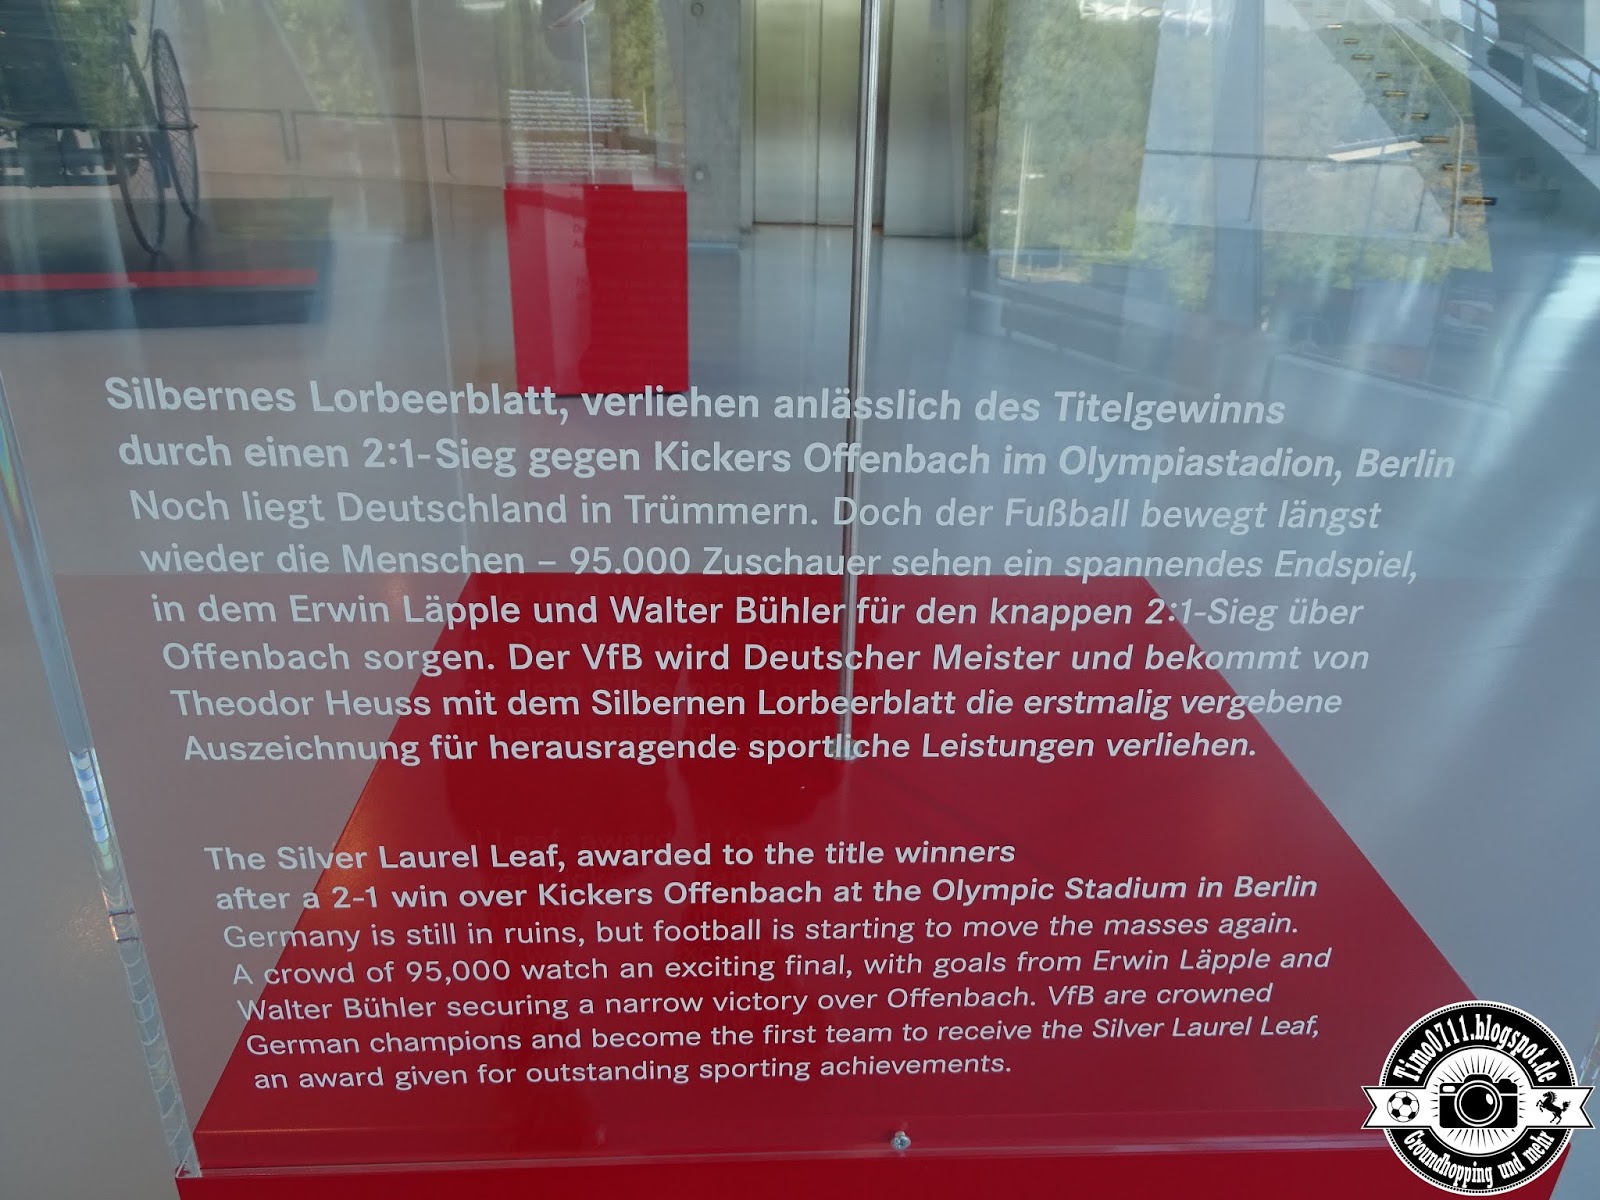 Silbernes Lorbeerblatt, verliehen anlässlich des Titelgewinns
durch einen 2:1-Sieg gegen Kickers Offenbach im Olympiastadion, Berlin
Noch liegt Deutschland in Trümmern. Doch der Fußball bewegt längst
wieder die Menschen – 95.000 Zuschauer sehen ein spannendes Endspiel,
in dem Erwin Läpple und Walter Bühler für den knappen 2:1-Sieg über
Offenbach sorgen. Der VfB wird Deutscher Meister und bekommt von
Theodor Heuss mit dem Silbernen Lorbeerblatt die erstmalig vergebene
Auszeichnung für herausragende sportliche Leistungen verliehen.
The Silver Laurel Leaf, awarded to the title winners
after a 2-1 win over Kickers Offenbach at the Olympic Stadium in Berlin
Germany is still in ruins, but football is starting to move the masses again.
A crowd of 95,000 watch an exciting final, with goals from Erwin Läpple and
Walter Bühler securing a narrow victory over Offenbach. VfB are crowned
German champions and become the first team to receive the Silver Laurel Leaf,
an award given for outstanding sporting achievements.
Timo0711.blogspot.de
Groundhopping und mehr